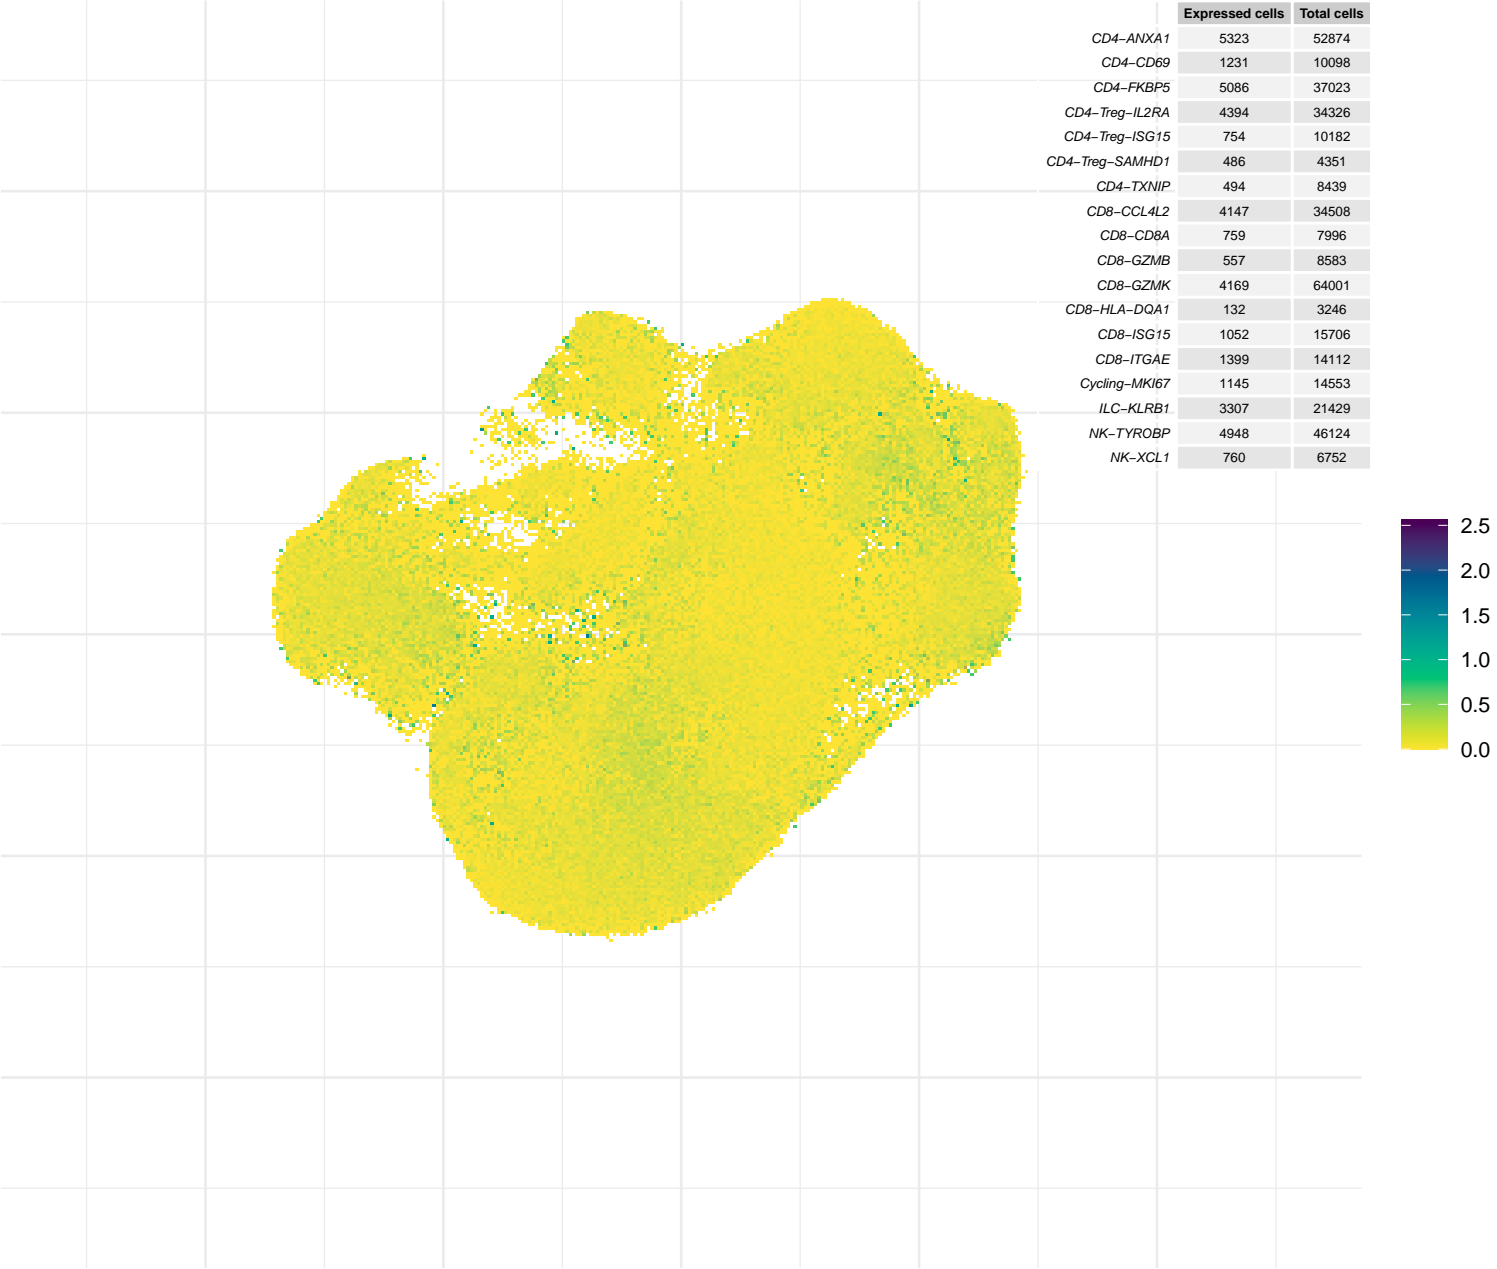 Expressed cells Total cells
CD4−ANXA1 5323 52874
CD4−CD69 1231 10098
CD4−FKBP5 5086 37023
CD4−Treg−IL2RA 4394 34326
CD4−Treg−ISG15 754 10182
CD4−Treg−SAMHD1 486 4351
CD4−TXNIP 494 8439
CD8−CCL4L2 4147 34508
CD8−CD8A 759 7996
CD8−GZMB 557 8583
CD8−GZMK 4169 64001
CD8−HLA−DQA1 132 3246
CD8−ISG15 1052 15706
CD8−ITGAE 1399 14112
Cycling−MKI67 1145 14553
ILC−KLRB1 3307 21429
NK−TYROBP 4948 46124
NK−XCL1 760 6752
2.5
2.0
1.5
1.0
0.5
0.0